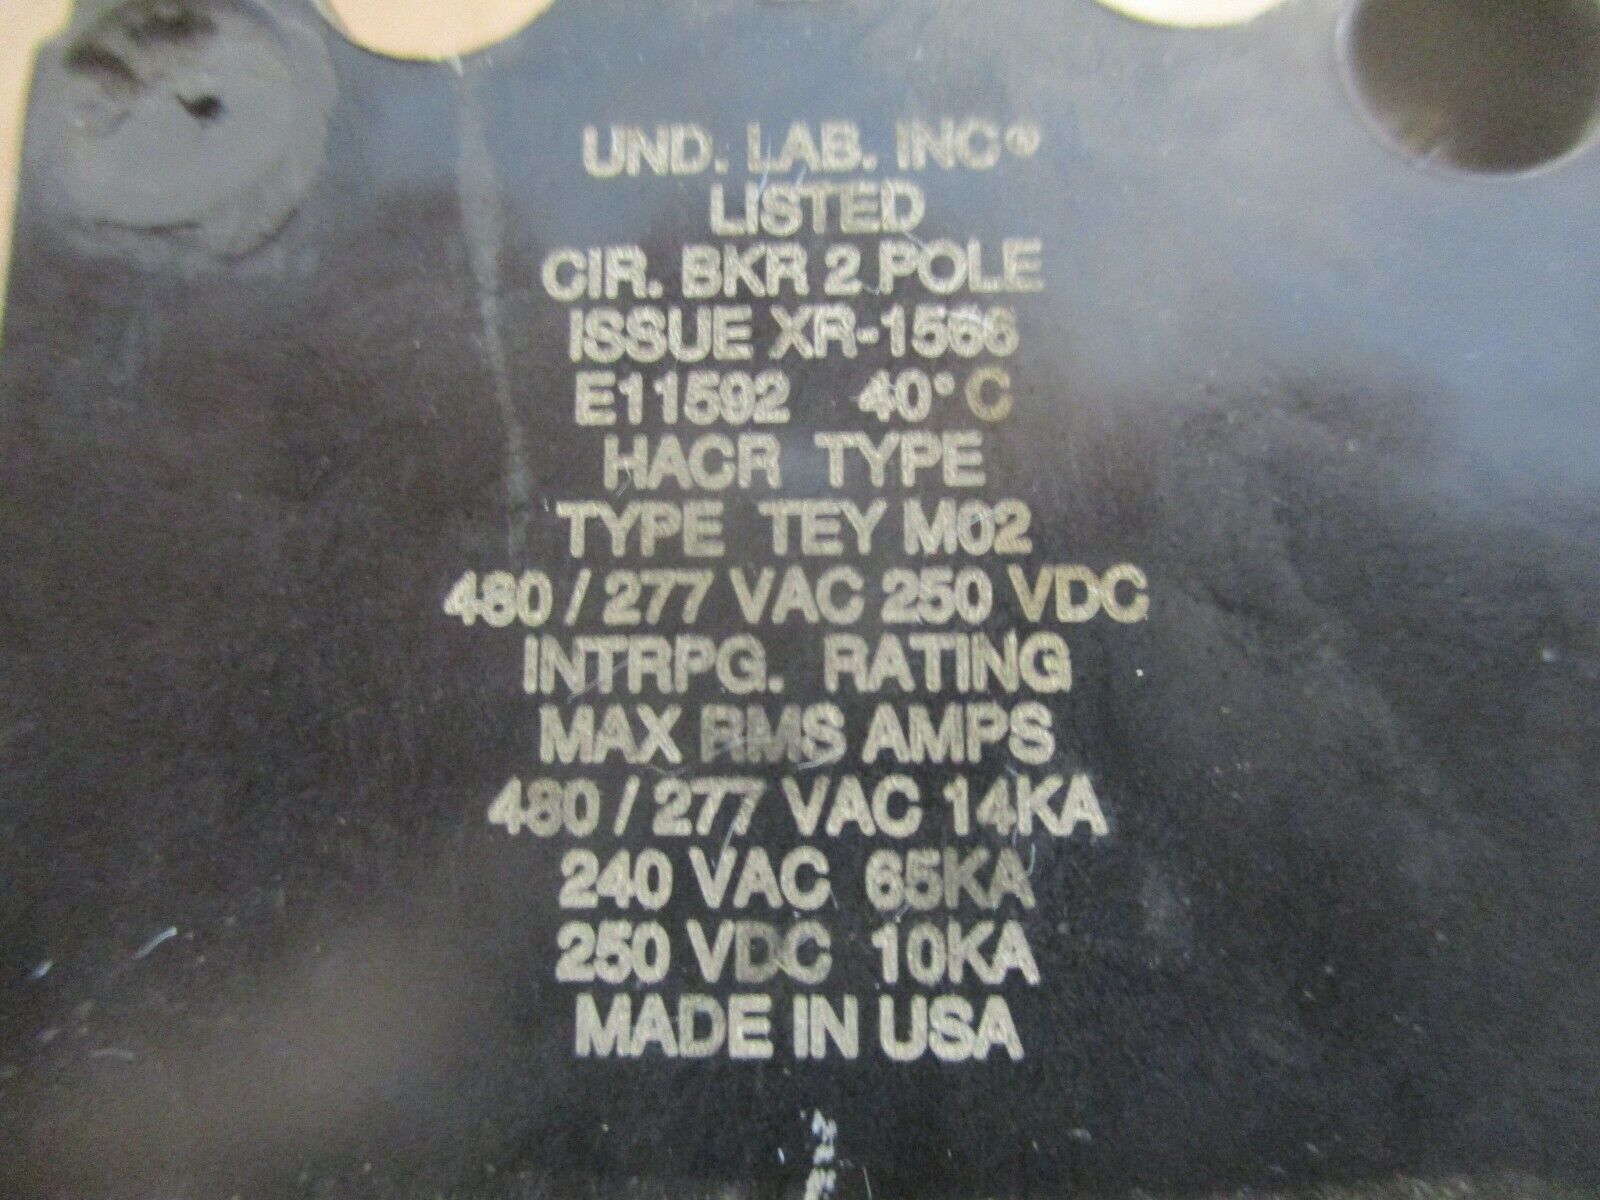 UND. LAB. INC®
LISTED
CIR. BKR 2 POLE
ISSUE XR-1566
E11592 40°C
HACR TYPE
TYPE TEY M02
480 / 277 VAC 250 VDC
INTRPG. RATING
MAX RMS AMPS
480 / 277 VAC 14KA
240 VAC 65KA
250 VDC 10KA
MADE IN USA